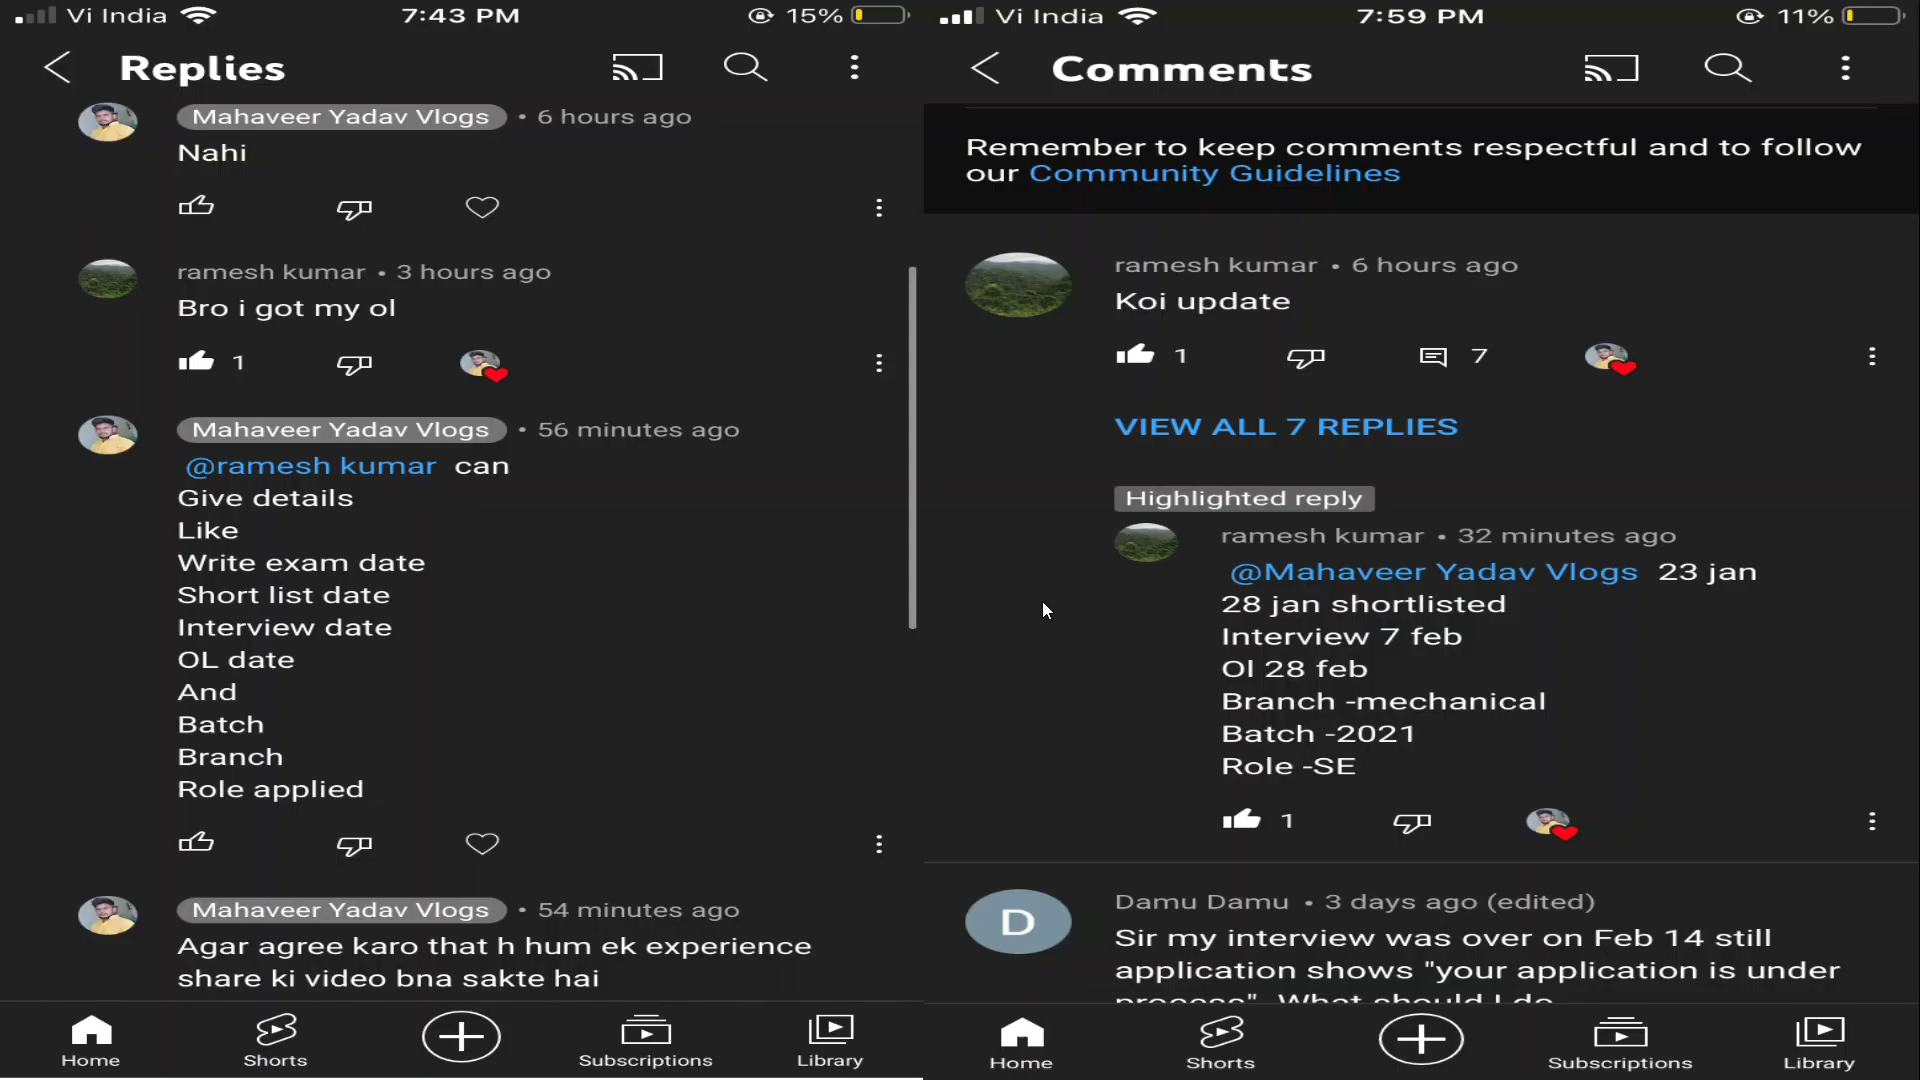 Vi India
7:43 PM
15%
Replies
Mahaveer Yadav Vlogs • 6 hours ago
Nahi
ramesh kumar • 3 hours ago
Bro i got my ol
1
Mahaveer Yadav Vlogs • 56 minutes ago
@ramesh kumar can
Give details
Like
Write exam date
Short list date
Interview date
OL date
And
Batch
Branch
Role applied
Mahaveer Yadav Vlogs • 54 minutes ago
Agar agree karo that h hum ek experience
share ki video bna sakte hai
Home
Shorts
Subscriptions
Library
Vi India
7:59 PM
11%
Comments
Remember to keep comments respectful and to follow
our Community Guidelines
ramesh kumar • 6 hours ago
Koi update
1
7
VIEW ALL 7 REPLIES
Highlighted reply
ramesh kumar • 32 minutes ago
@Mahaveer Yadav Vlogs 23 jan
28 jan shortlisted
Interview 7 feb
Ol 28 feb
Branch -mechanical
Batch -2021
Role -SE
1
D
Damu Damu • 3 days ago (edited)
Sir my interview was over on Feb 14 still
application shows "your application is under
process". What should I do
Home
Shorts
Subscriptions
Library